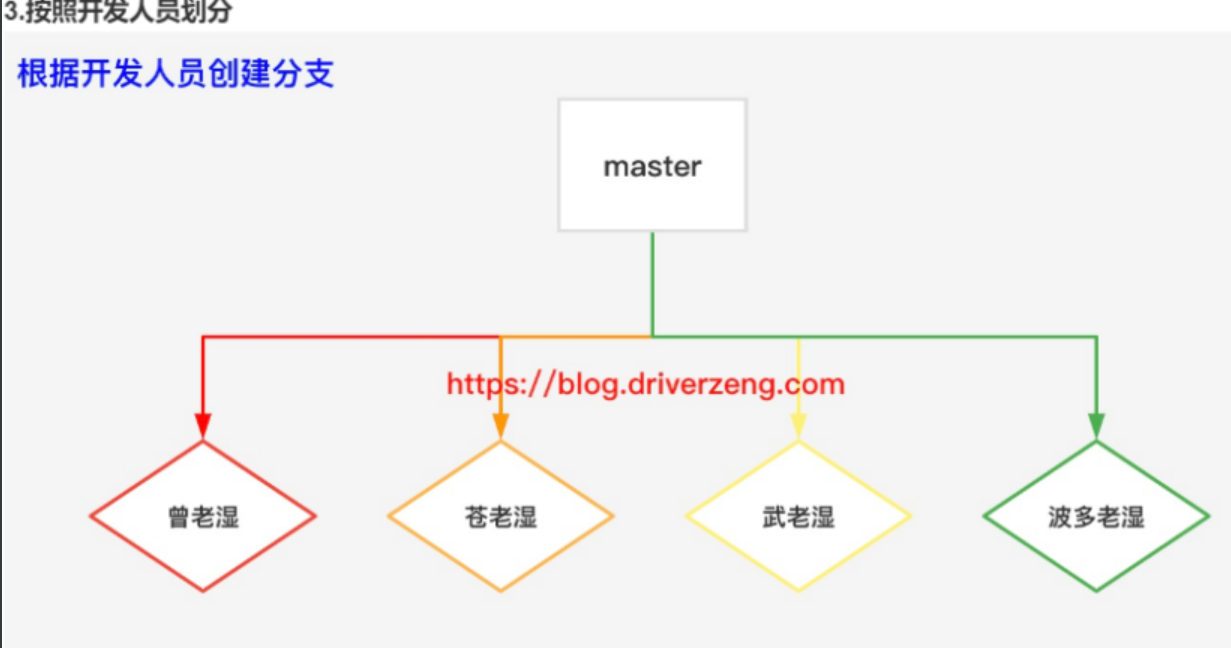 3.按照开发人员划分
根据开发人员创建分支
master
https://blog.driverzeng.com
曾老湿
苍老湿
武老湿
波多老湿